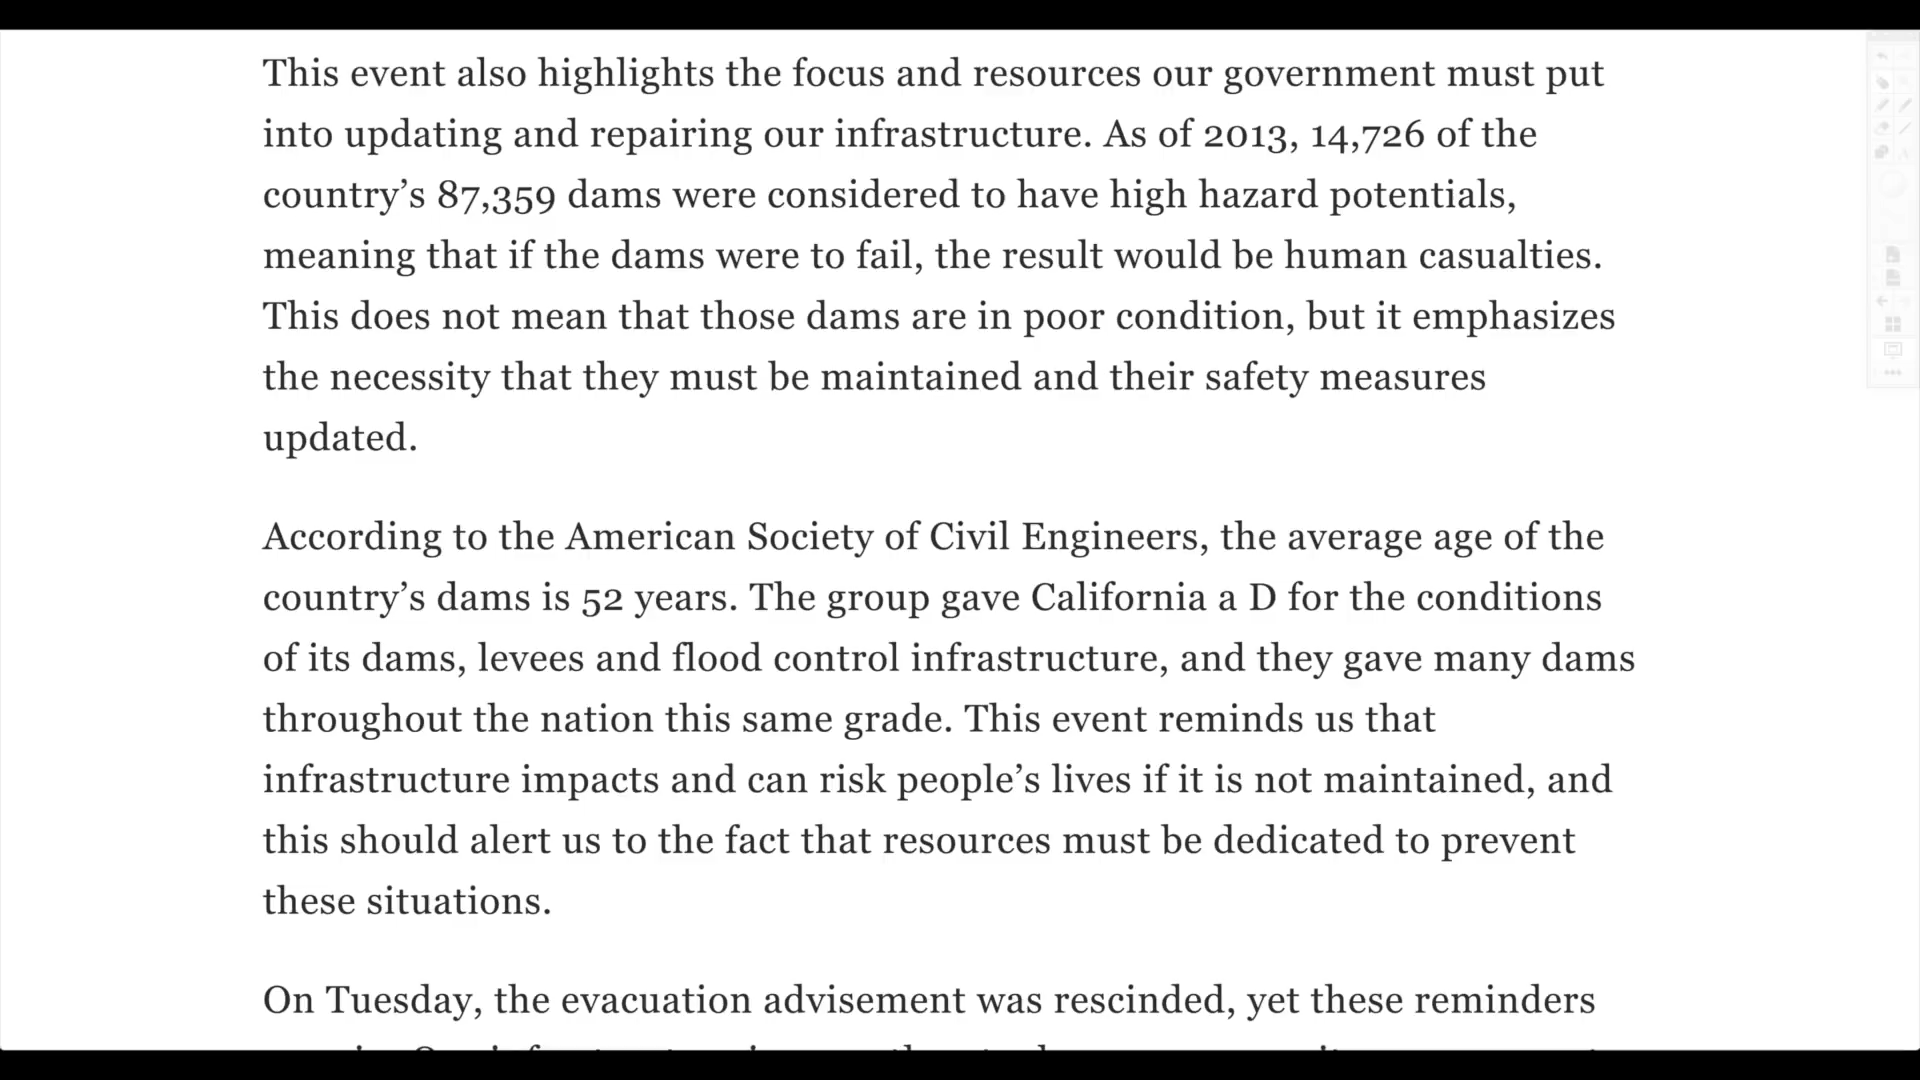 This event also highlights the focus and resources our government must put
into updating and repairing our infrastructure. As of 2013, 14,726 of the
country’s 87,359 dams were considered to have high hazard potentials,
meaning that if the dams were to fail, the result would be human casualties.
This does not mean that those dams are in poor condition, but it emphasizes
the necessity that they must be maintained and their safety measures
updated.
According to the American Society of Civil Engineers, the average age of the
country’s dams is 52 years. The group gave California a D for the conditions
of its dams, levees and flood control infrastructure, and they gave many dams
throughout the nation this same grade. This event reminds us that
infrastructure impacts and can risk people’s lives if it is not maintained, and
this should alert us to the fact that resources must be dedicated to prevent
these situations.
On Tuesday, the evacuation advisement was rescinded, yet these reminders